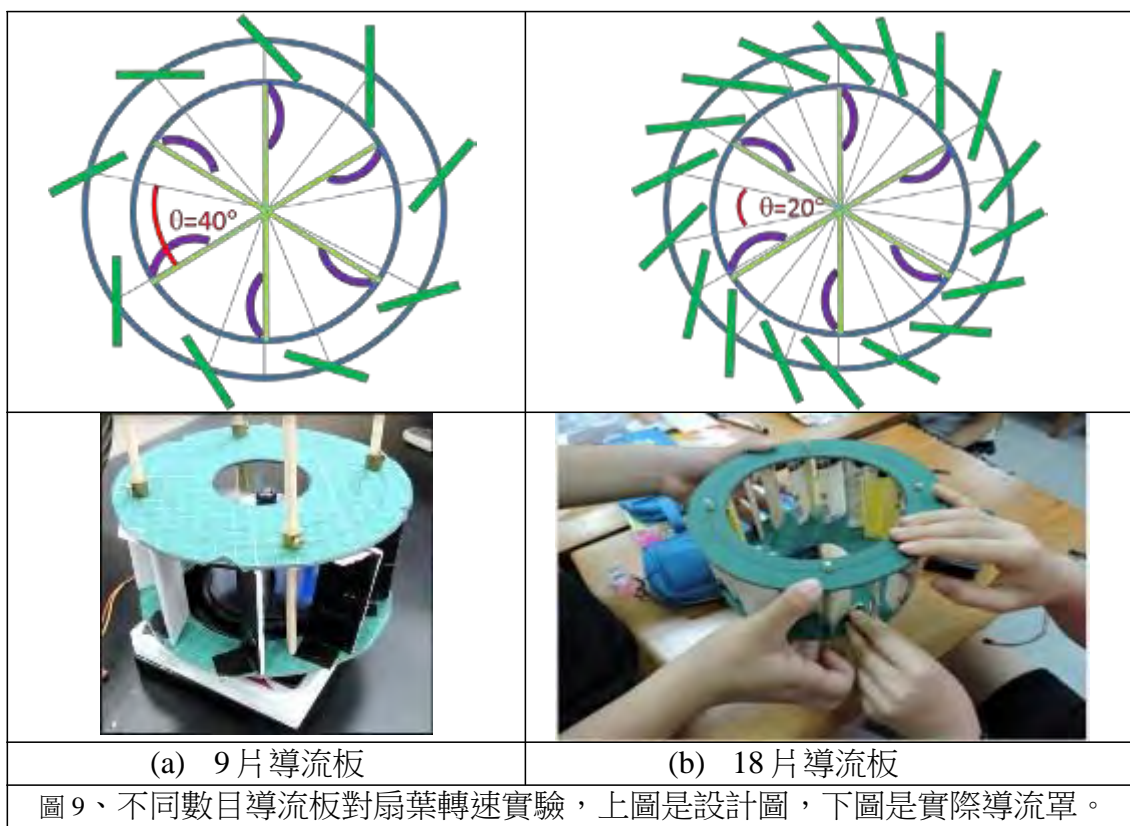 θ=40°
θ=20°
(a) 9片導流板
(b) 18片導流板
圖9、不同數目導流板對扇葉轉速實驗，上圖是設計圖，下圖是實際導流罩。